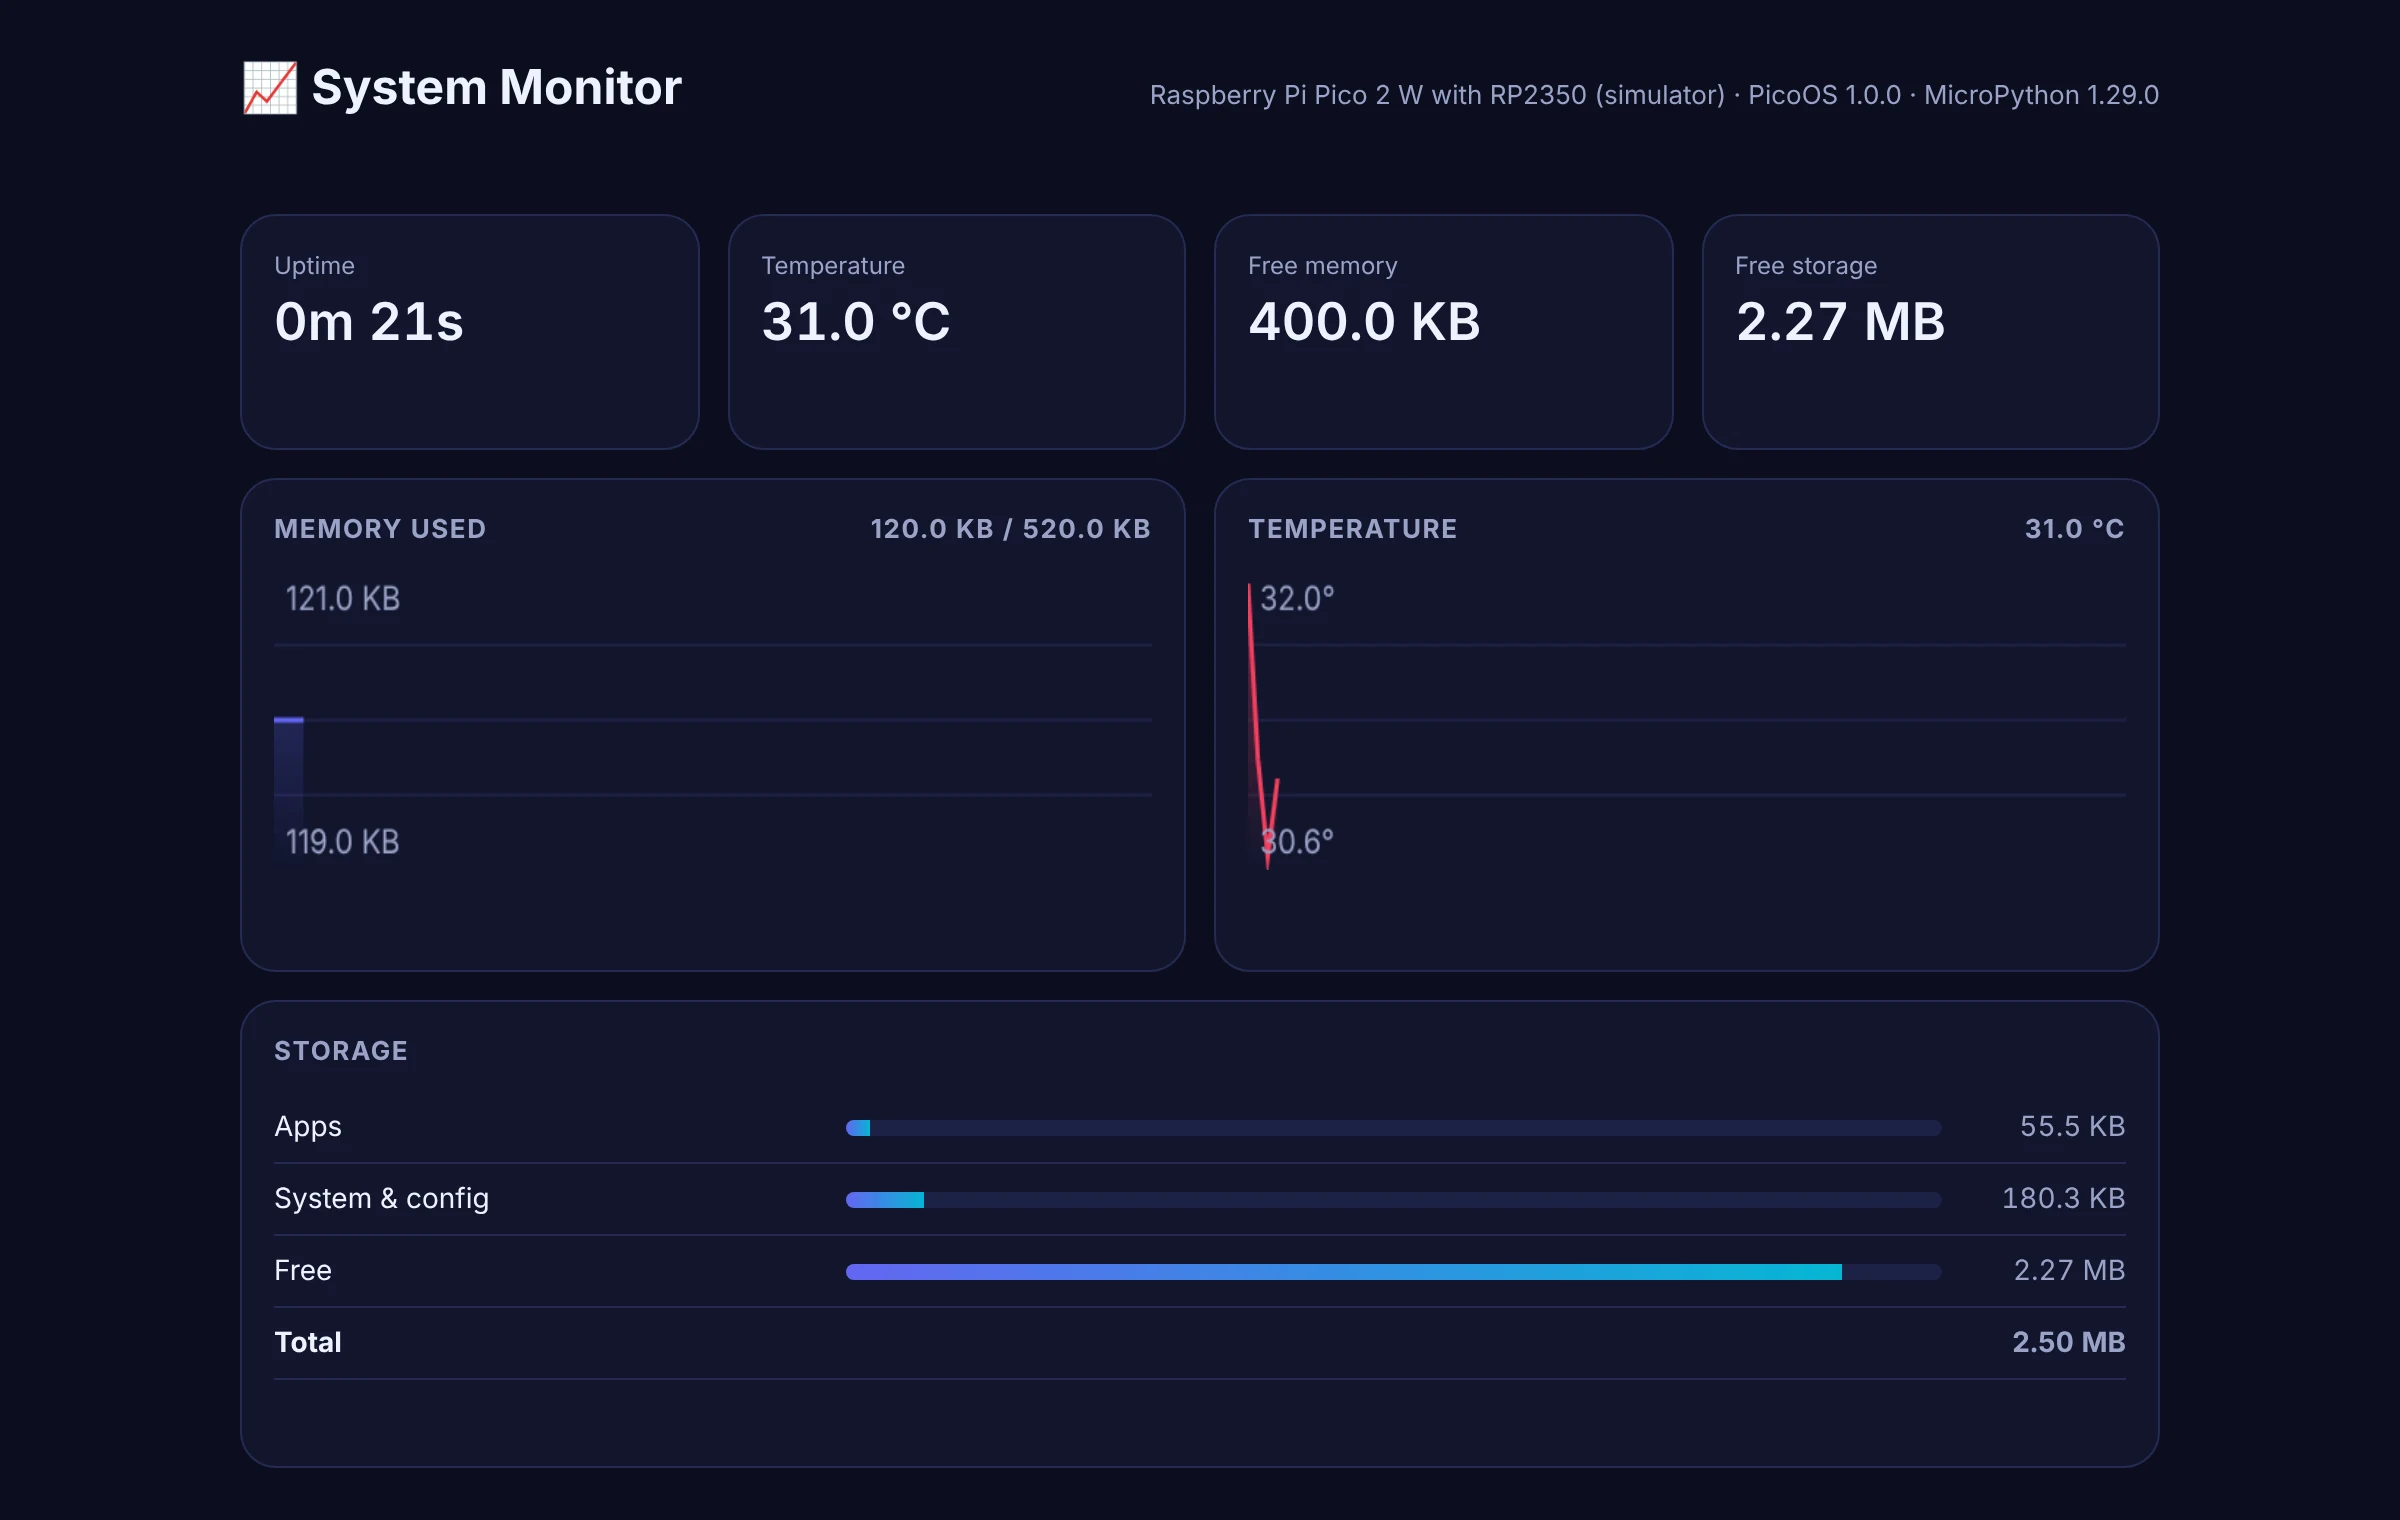 📈 System Monitor
Raspberry Pi Pico 2 W with RP2350 (simulator) · PicoOS 1.0.0 · MicroPython 1.29.0
Uptime
0m 21s
Temperature
31.0 °C
Free memory
400.0 KB
Free storage
2.27 MB
MEMORY USED
120.0 KB / 520.0 KB
121.0 KB
119.0 KB
TEMPERATURE
31.0 °C
32.0°
30.6°
STORAGE
Apps
55.5 KB
System & config
180.3 KB
Free
2.27 MB
Total
2.50 MB